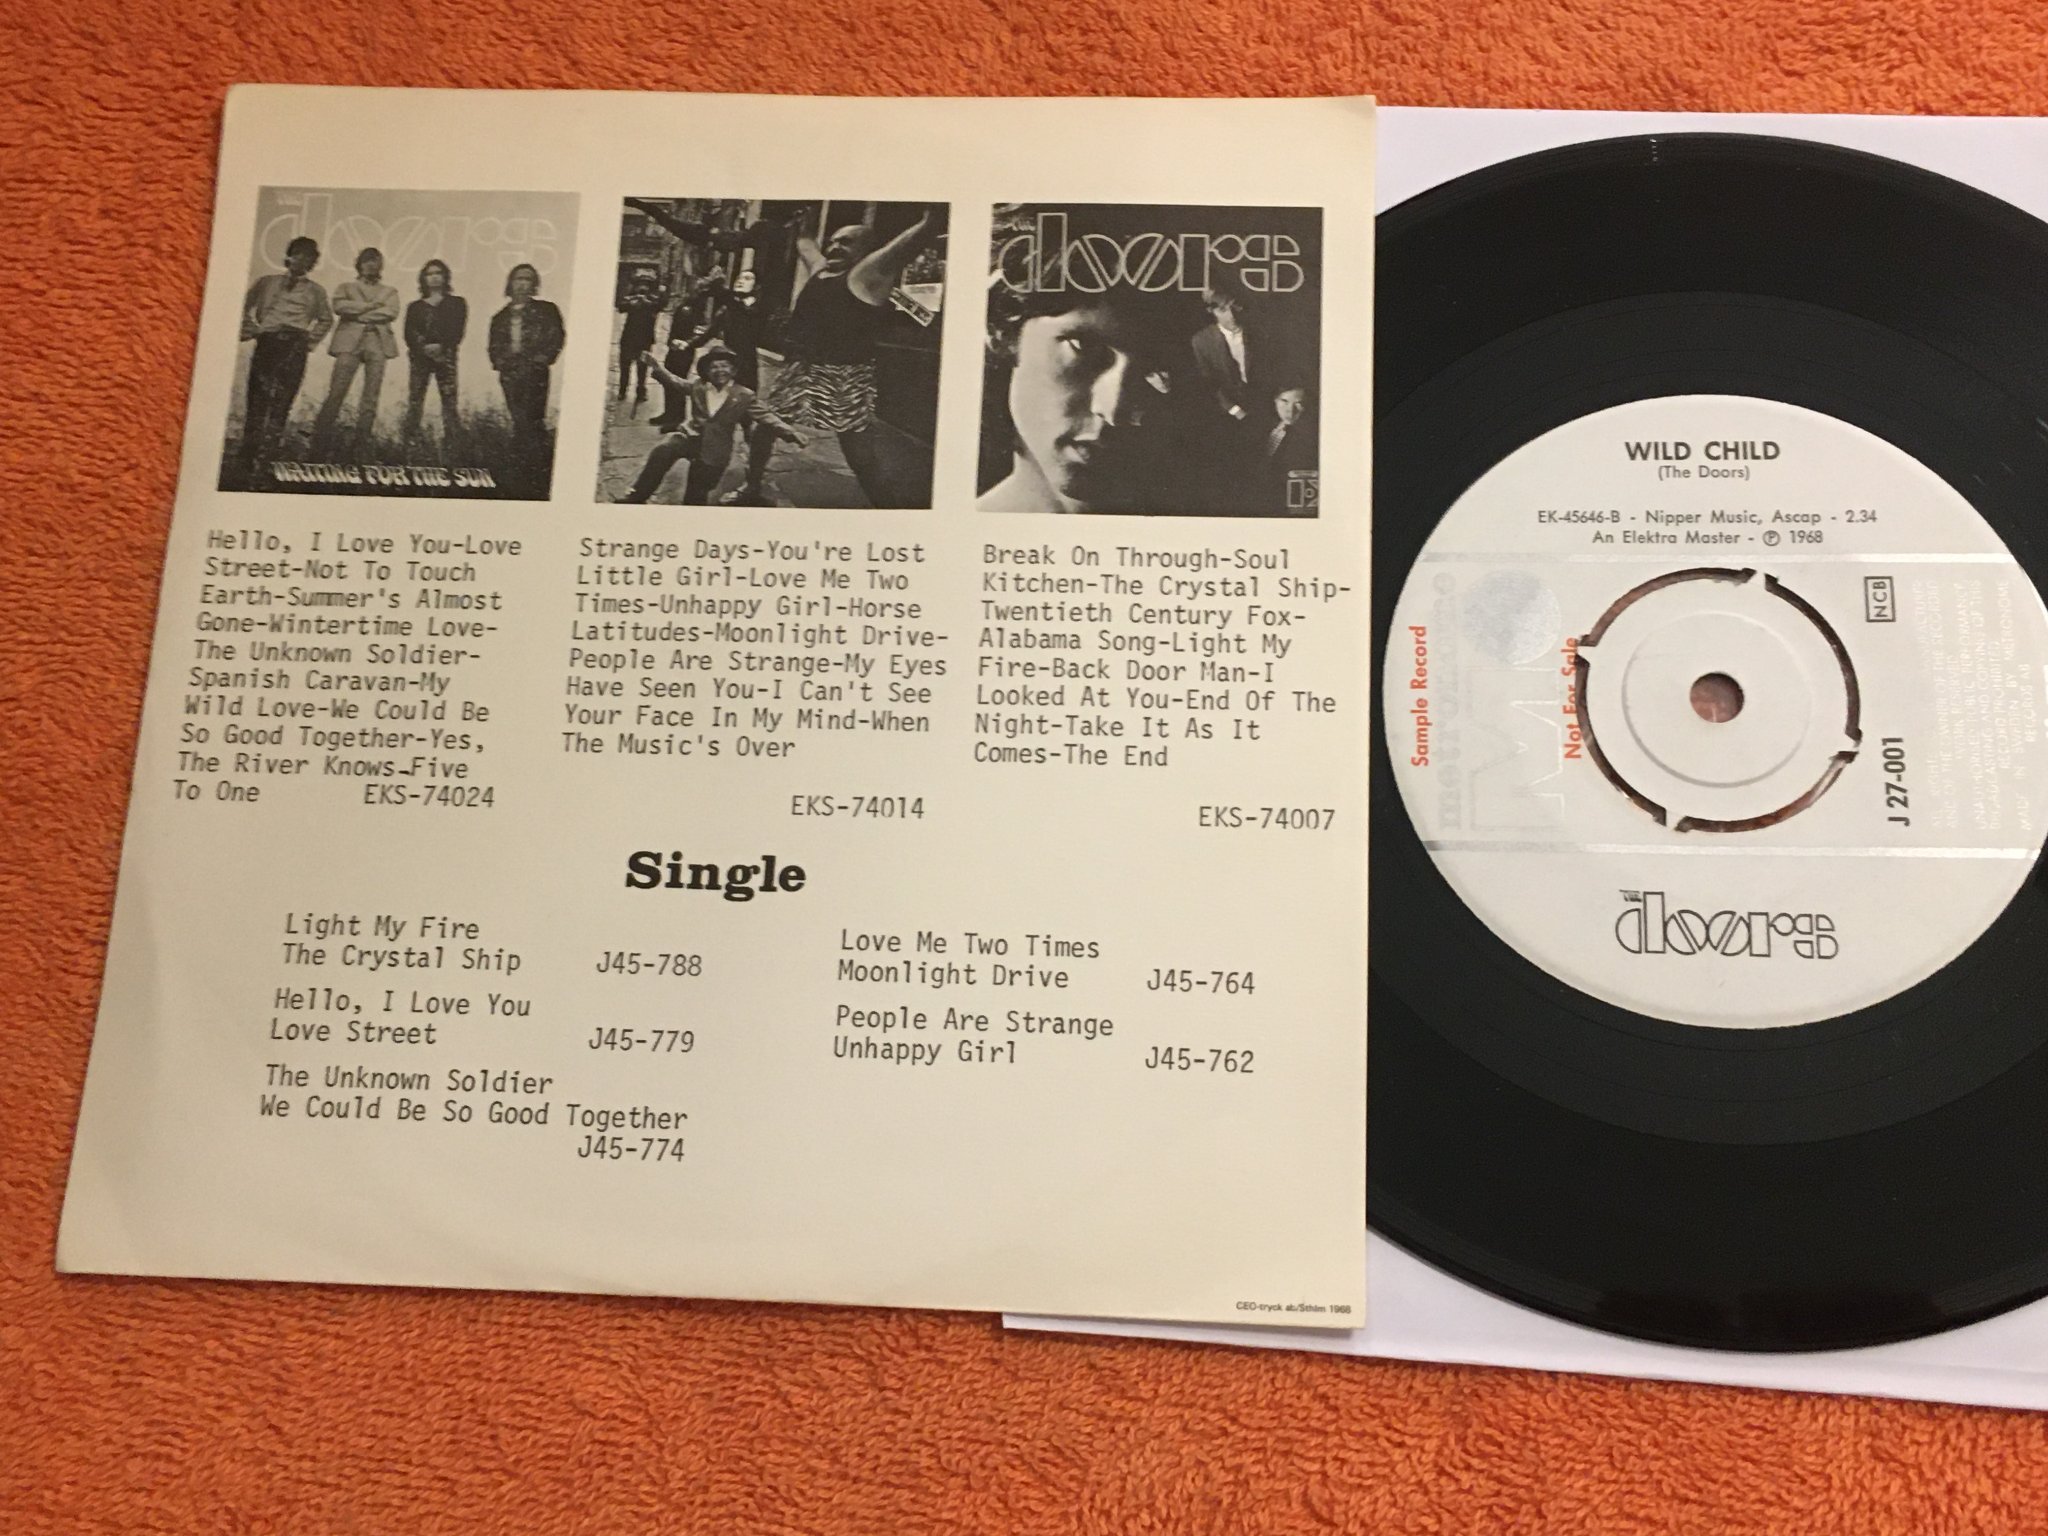 THE
doors
WAITING FOR THE SUN
THE
doors
Hello, I Love You-Love
Street-Not To Touch
Earth-Summer's Almost
Gone-Wintertime Love-
The Unknown Soldier-
Spanish Caravan-My
Wild Love-We Could Be
So Good Together-Yes,
The River Knows-Five
To One EKS-74024
Strange Days-You're Lost
Little Girl-Love Me Two
Times-Unhappy Girl-Horse
Latitudes-Moonlight Drive-
People Are Strange-My Eyes
Have Seen You-I Can't See
Your Face In My Mind-When
The Music's Over
EKS-74014
Break On Through-Soul
Kitchen-The Crystal Ship-
Twentieth Century Fox-
Alabama Song-Light My
Fire-Back Door Man-I
Looked At You-End Of The
Night-Take It As It
Comes-The End
EKS-74007
Single
Light My Fire
The Crystal Ship J45-788
Hello, I Love You
Love Street J45-779
The Unknown Soldier
We Could Be So Good Together
J45-774
Love Me Two Times
Moonlight Drive J45-764
People Are Strange
Unhappy Girl J45-762
CEO-tryck ab/Sthlm 1968
WILD CHILD
(The Doors)
EK-45646-B - Nipper Music, Ascap - 2.34
An Elektra Master - ℗ 1968
metronome
Sample Record
Not For Sale
NCB
J 27-001
THE
doors